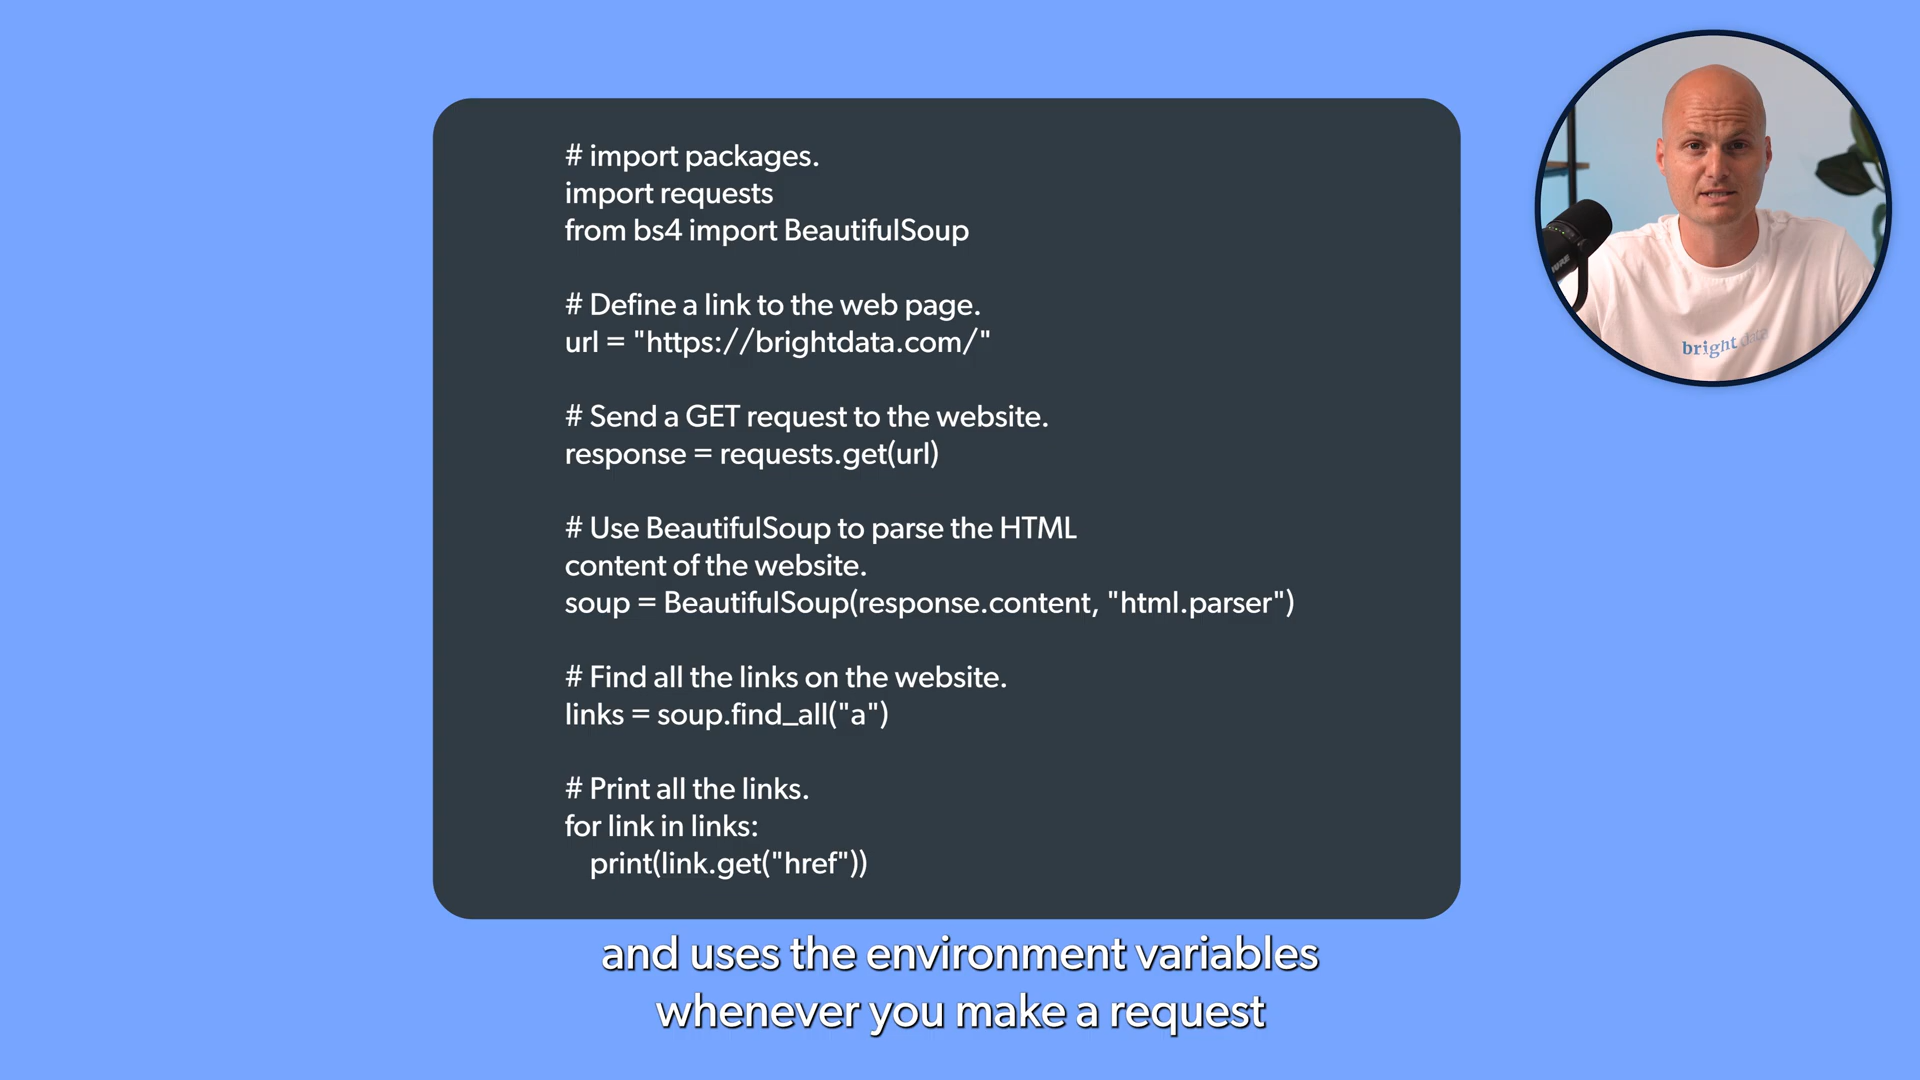 # import packages.
import requests
from bs4 import BeautifulSoup
# Define a link to the web page.
url = "https://brightdata.com/"
# Send a GET request to the website.
response = requests.get(url)
# Use BeautifulSoup to parse the HTML
content of the website.
soup = BeautifulSoup(response.content, "html.parser")
# Find all the links on the website.
links = soup.find_all("a")
# Print all the links.
for link in links:
    print(link.get("href"))
bright data
and uses the environment variables
whenever you make a request